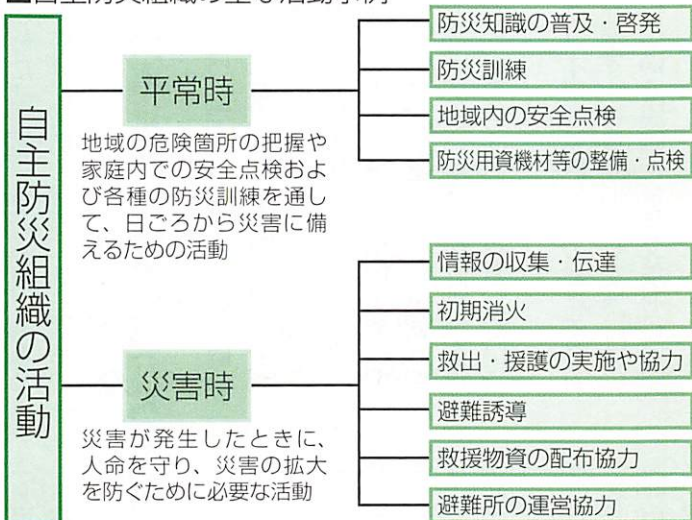 自主防災組織の活動
平常時
地域の危険箇所の把握や
家庭内での安全点検およ
び各種の防災訓練を通し
て、日ごろから災害に備
えるための活動
防災知識の普及・啓発
防災訓練
地域内の安全点検
防災用資機材等の整備・点検
災害時
災害が発生したときに、
人命を守り、災害の拡大
を防ぐために必要な活動
情報の収集・伝達
初期消火
救出・援護の実施や協力
避難誘導
救援物資の配布協力
避難所の運営協力